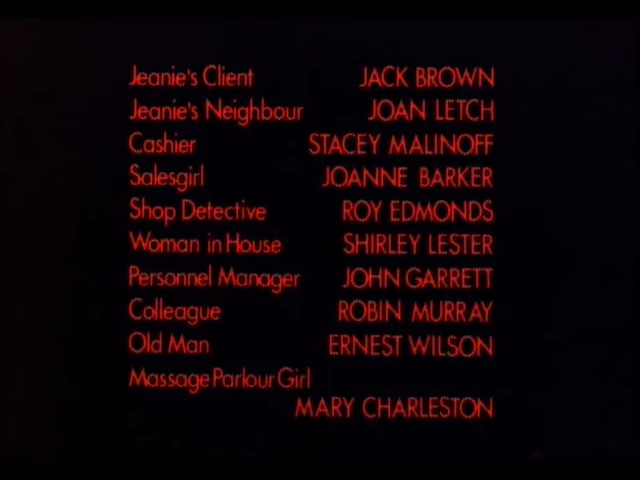 Jeanie's Client JACK BROWN
Jeanie's Neighbour JOAN LETCH
Cashier STACEY MALINOFF
Salesgirl JOANNE BARKER
Shop Detective ROY EDMONDS
Woman in House SHIRLEY LESTER
Personnel Manager JOHN GARRETT
Colleague ROBIN MURRAY
Old Man ERNEST WILSON
Massage Parlour Girl
MARY CHARLESTON